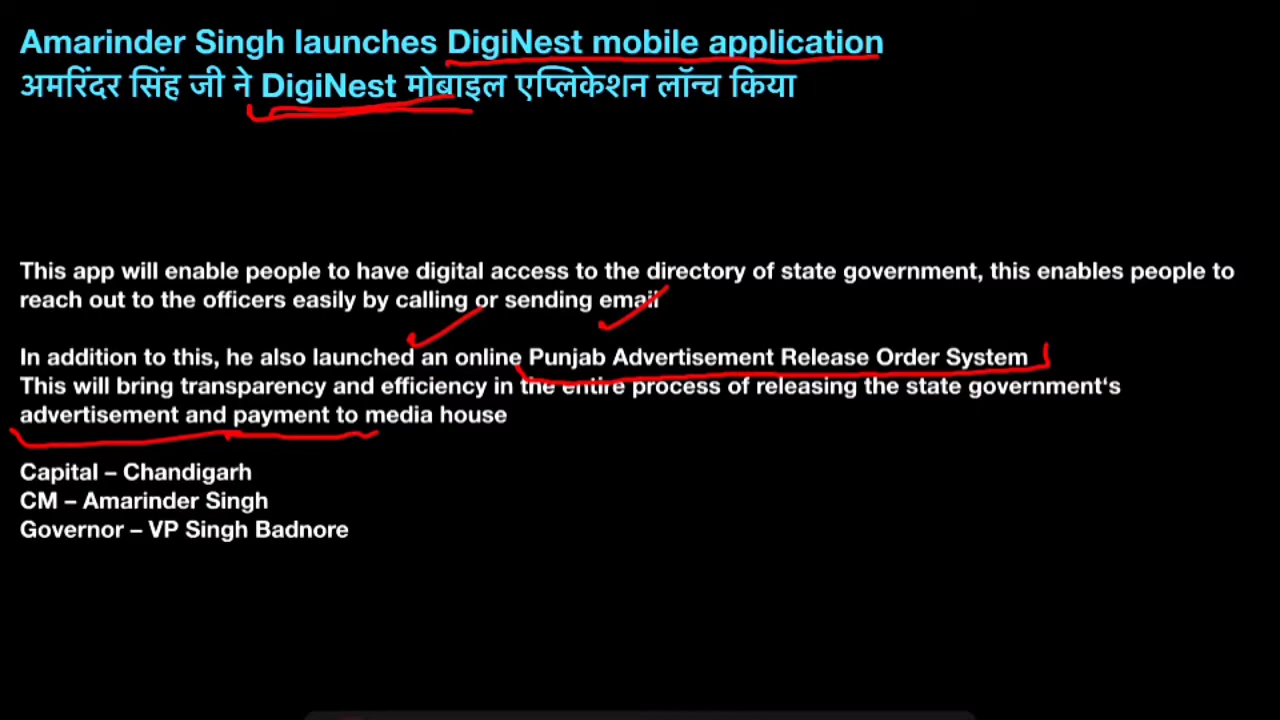 Amarinder Singh launches DigiNest mobile application
अमरिंदर सिंह जी ने DigiNest मोबाइल एप्लिकेशन लॉन्च किया
This app will enable people to have digital access to the directory of state government, this enables people to
reach out to the officers easily by calling or sending email
In addition to this, he also launched an online Punjab Advertisement Release Order System
This will bring transparency and efficiency in the entire process of releasing the state government‘s
advertisement and payment to media house
Capital – Chandigarh
CM – Amarinder Singh
Governor – VP Singh Badnore